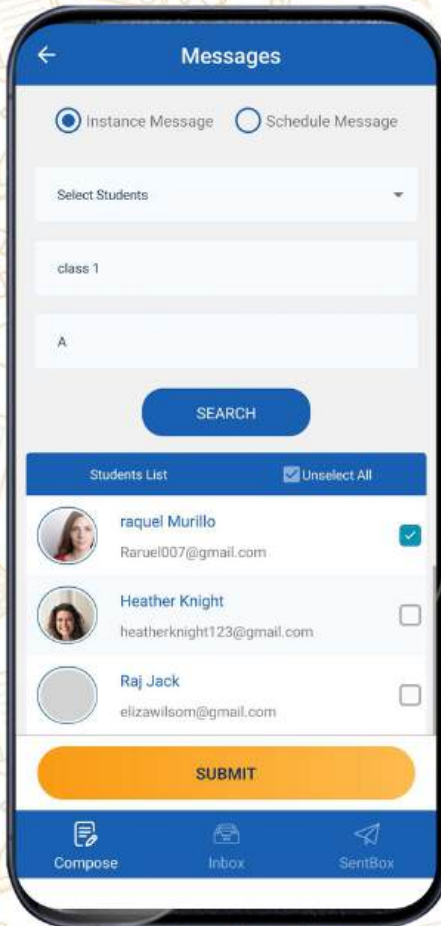 Messages
Instance Message Schedule Message
Select Students
class 1
A
SEARCH
Students List Unselect All
raquel Murillo
Raruel007@gmail.com
Heather Knight
heatherknight123@gmail.com
Raj Jack
elizawilsom@gmail.com
SUBMIT
Compose Inbox SentBox